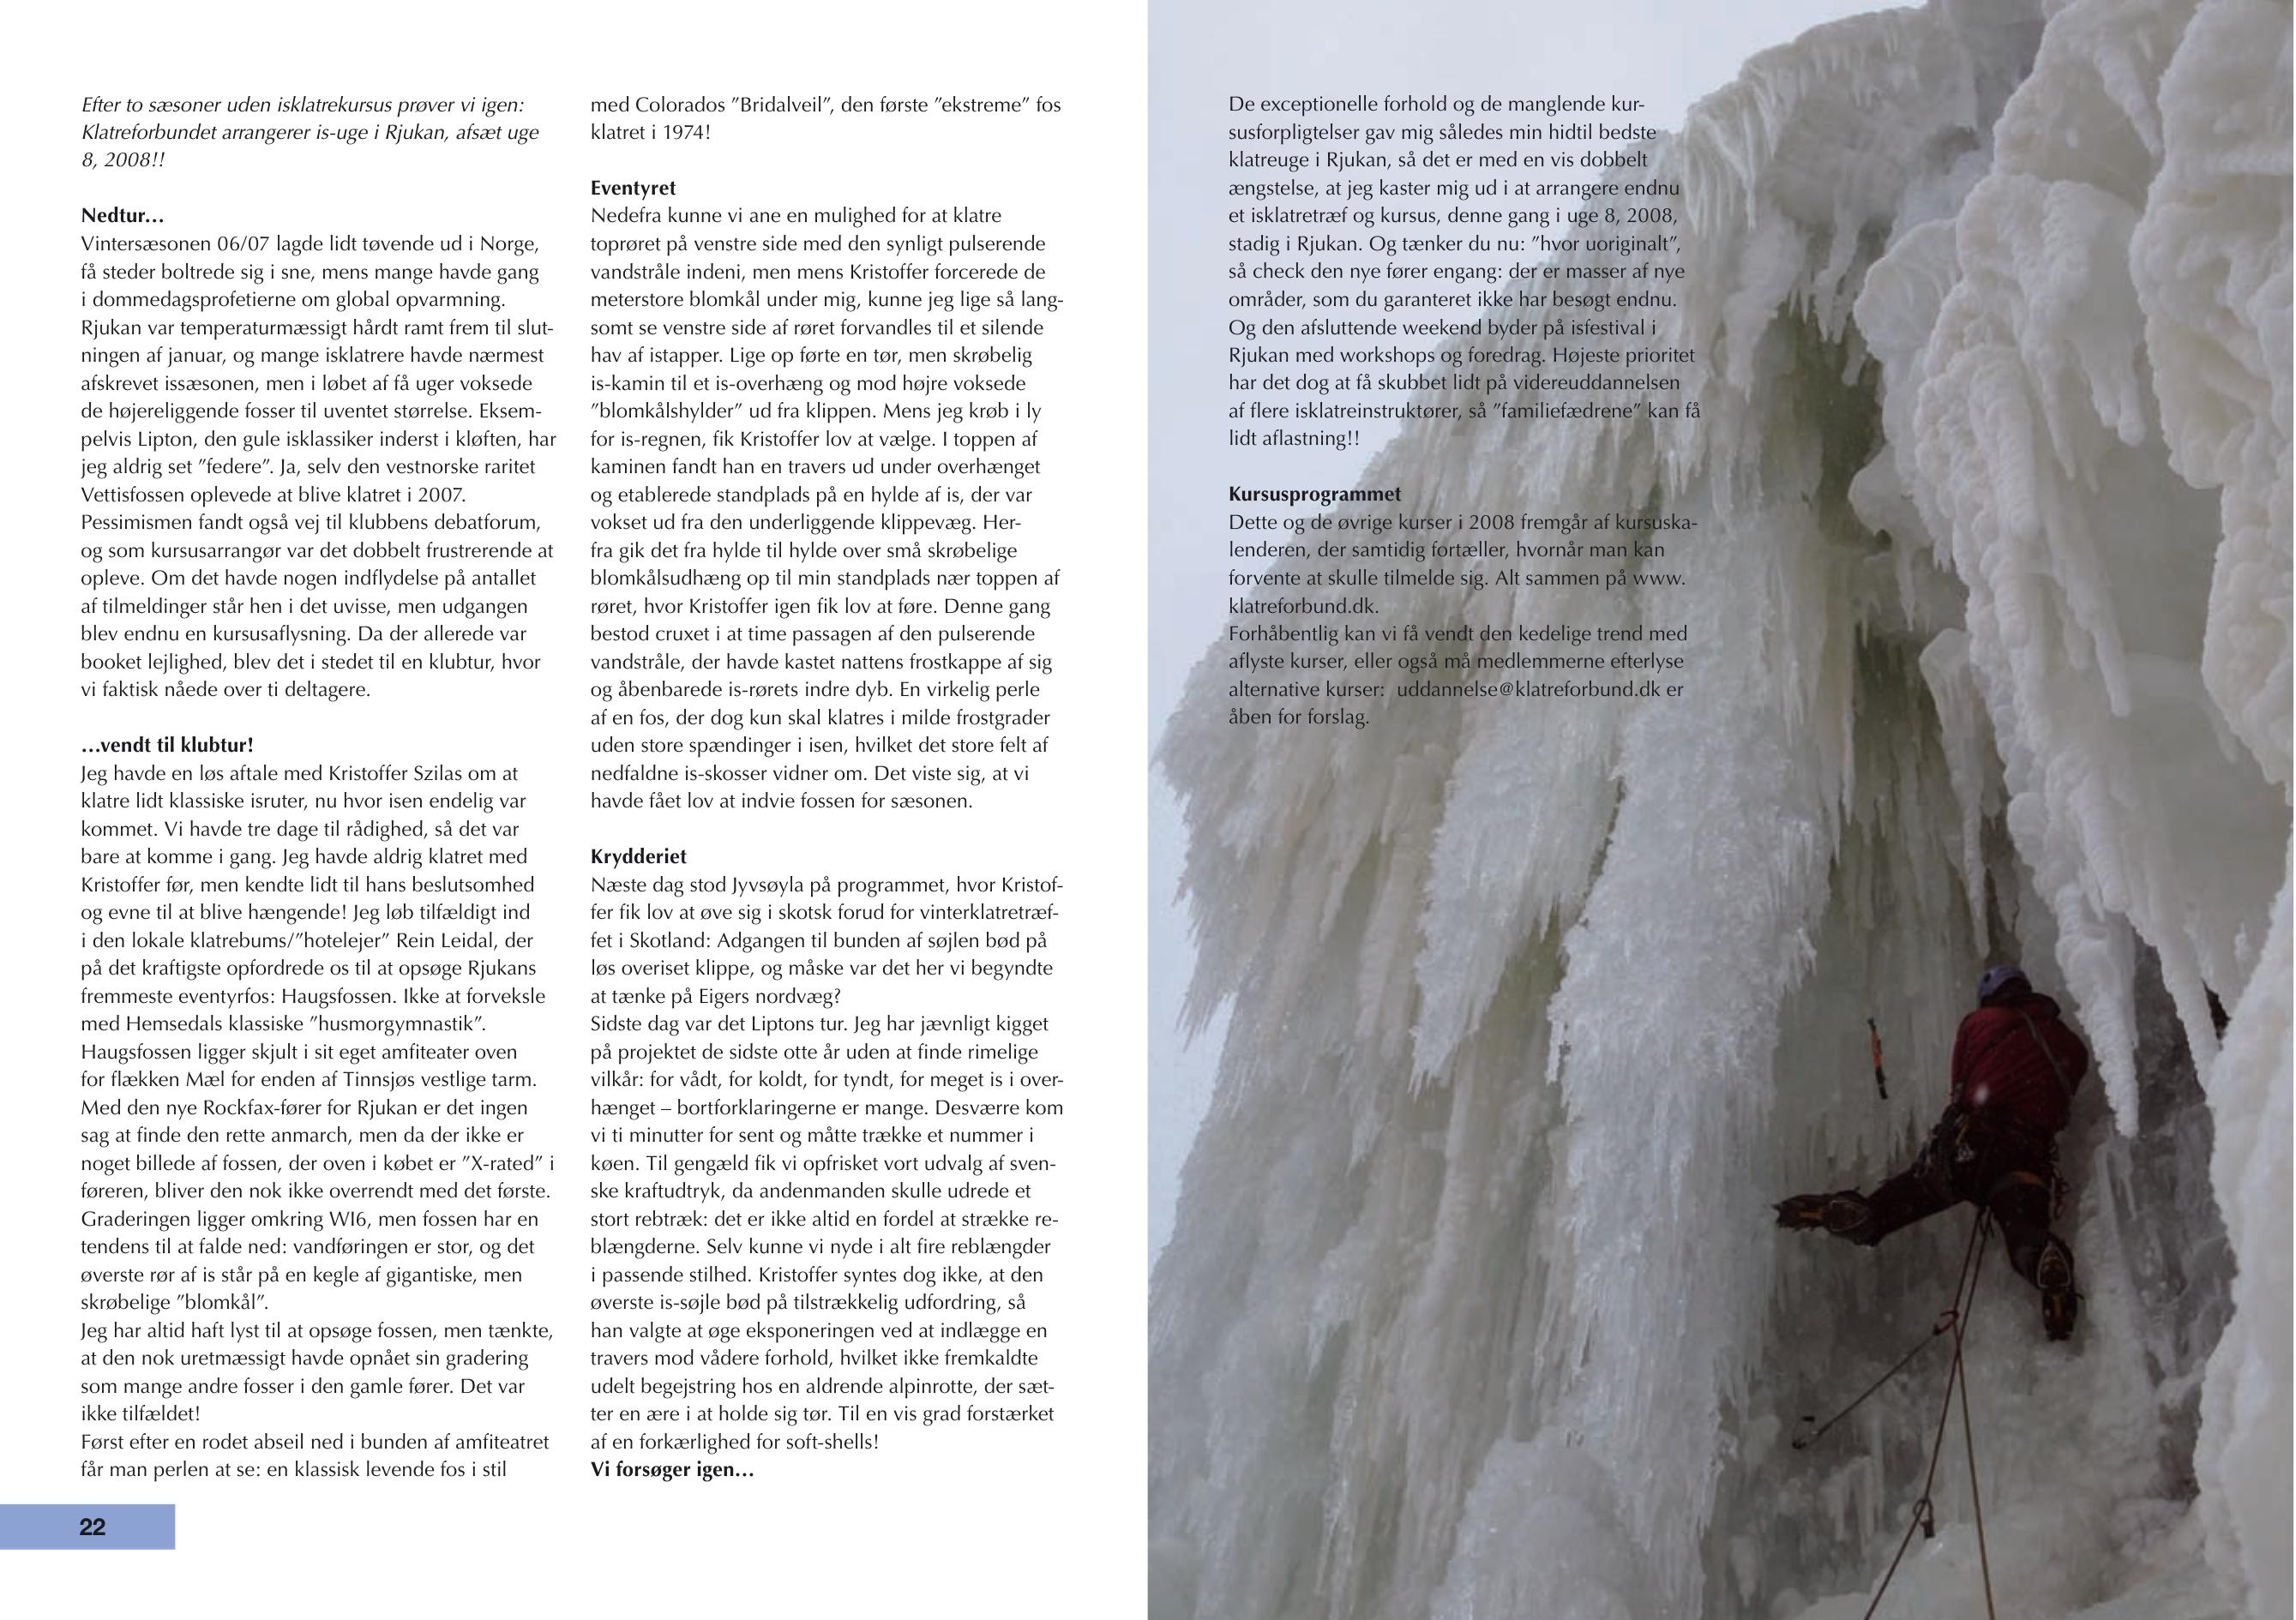 Efter to sæsoner uden isklatrekursus prøver vi igen:
Klatreforbundet arrangerer is-uge i Rjukan, afsæt uge
8, 2008!!
Nedtur…
Vintersæsonen 06/07 lagde lidt tøvende ud i Norge,
få steder boltrede sig i sne, mens mange havde gang
i dommedagsprofetierne om global opvarmning.
Rjukan var temperaturmæssigt hårdt ramt frem til slut-
ningen af januar, og mange isklatrere havde nærmest
afskrevet issæsonen, men i løbet af få uger voksede
de højereliggende fosser til uventet størrelse. Eksem-
pelvis Lipton, den gule isklassiker inderst i kløften, har
jeg aldrig set ”federe”. Ja, selv den vestnorske raritet
Vettisfossen oplevede at blive klatret i 2007.
Pessimismen fandt også vej til klubbens debatforum,
og som kursusarrangør var det dobbelt frustrerende at
opleve. Om det havde nogen indflydelse på antallet
af tilmeldinger står hen i det uvisse, men udgangen
blev endnu en kursusaflysning. Da der allerede var
booket lejlighed, blev det i stedet til en klubtur, hvor
vi faktisk nåede over ti deltagere.
…vendt til klubtur!
Jeg havde en løs aftale med Kristoffer Szilas om at
klatre lidt klassiske isruter, nu hvor isen endelig var
kommet. Vi havde tre dage til rådighed, så det var
bare at komme i gang. Jeg havde aldrig klatret med
Kristoffer før, men kendte lidt til hans beslutsomhed
og evne til at blive hængende! Jeg løb tilfældigt ind
i den lokale klatrebums/”hotelejer” Rein Leidal, der
på det kraftigste opfordrede os til at opsøge Rjukans
fremmeste eventyrfos: Haugsfossen. Ikke at forveksle
med Hemsedals klassiske ”husmorgymnastik”.
Haugsfossen ligger skjult i sit eget amfiteater oven
for flækken Mæl for enden af Tinnsjøs vestlige tarm.
Med den nye Rockfax-fører for Rjukan er det ingen
sag at finde den rette anmarch, men da der ikke er
noget billede af fossen, der oven i købet er ”X-rated” i
føreren, bliver den nok ikke overrendt med det første.
Graderingen ligger omkring WI6, men fossen har en
tendens til at falde ned: vandføringen er stor, og det
øverste rør af is står på en kegle af gigantiske, men
skrøbelige ”blomkål”.
Jeg har altid haft lyst til at opsøge fossen, men tænkte,
at den nok uretmæssigt havde opnået sin gradering
som mange andre fosser i den gamle fører. Det var
ikke tilfældet!
Først efter en rodet abseil ned i bunden af amfiteatret
får man perlen at se: en klassisk levende fos i stil
med Colorados ”Bridalveil”, den første ”ekstreme” fos
klatret i 1974!
Eventyret
Nedefra kunne vi ane en mulighed for at klatre
toprøret på venstre side med den synligt pulserende
vandstråle indeni, men mens Kristoffer forcerede de
meterstore blomkål under mig, kunne jeg lige så lang-
somt se venstre side af røret forvandles til et silende
hav af istapper. Lige op førte en tør, men skrøbelig
is-kamin til et is-overhæng og mod højre voksede
”blomkålshylder” ud fra klippen. Mens jeg krøb i ly
for is-regnen, fik Kristoffer lov at vælge. I toppen af
kaminen fandt han en travers ud under overhænget
og etablerede standplads på en hylde af is, der var
vokset ud fra den underliggende klippevæg. Her-
fra gik det fra hylde til hylde over små skrøbelige
blomkålsudhæng op til min standplads nær toppen af
røret, hvor Kristoffer igen fik lov at føre. Denne gang
bestod cruxet i at time passagen af den pulserende
vandstråle, der havde kastet nattens frostkappe af sig
og åbenbarede is-rørets indre dyb. En virkelig perle
af en fos, der dog kun skal klatres i milde frostgrader
uden store spændinger i isen, hvilket det store felt af
nedfaldne is-skosser vidner om. Det viste sig, at vi
havde fået lov at indvie fossen for sæsonen.
Krydderiet
Næste dag stod Jyvsøyla på programmet, hvor Kristof-
fer fik lov at øve sig i skotsk forud for vinterklatretræf-
fet i Skotland: Adgangen til bunden af søjlen bød på
løs overiset klippe, og måske var det her vi begyndte
at tænke på Eigers nordvæg?
Sidste dag var det Liptons tur. Jeg har jævnligt kigget
på projektet de sidste otte år uden at finde rimelige
vilkår: for vådt, for koldt, for tyndt, for meget is i over-
hænget – bortforklaringerne er mange. Desværre kom
vi ti minutter for sent og måtte trække et nummer i
køen. Til gengæld fik vi opfrisket vort udvalg af sven-
ske kraftudtryk, da andenmanden skulle udrede et
stort rebtræk: det er ikke altid en fordel at strække re-
blængderne. Selv kunne vi nyde i alt fire reblængder
i passende stilhed. Kristoffer syntes dog ikke, at den
øverste is-søjle bød på tilstrækkelig udfordring, så
han valgte at øge eksponeringen ved at indlægge en
travers mod vådere forhold, hvilket ikke fremkaldte
udelt begejstring hos en aldrende alpinrotte, der sæt-
ter en ære i at holde sig tør. Til en vis grad forstærket
af en forkærlighed for soft-shells!
Vi forsøger igen…
De exceptionelle forhold og de manglende kur-
susforpligtelser gav mig således min hidtil bedste
klatreuge i Rjukan, så det er med en vis dobbelt
ængstelse, at jeg kaster mig ud i at arrangere endnu
et isklatretræf og kursus, denne gang i uge 8, 2008,
stadig i Rjukan. Og tænker du nu: ”hvor uoriginalt”,
så check den nye fører engang: der er masser af nye
områder, som du garanteret ikke har besøgt endnu.
Og den afsluttende weekend byder på isfestival i
Rjukan med workshops og foredrag. Højeste prioritet
har det dog at få skubbet lidt på videreuddannelsen
af flere isklatreinstruktører, så ”familiefædrene” kan få
lidt aflastning!!
Kursusprogrammet
Dette og de øvrige kurser i 2008 fremgår af kursuska-
lenderen, der samtidig fortæller, hvornår man kan
forvente at skulle tilmelde sig. Alt sammen på www.
klatreforbund.dk.
Forhåbentlig kan vi få vendt den kedelige trend med
aflyste kurser, eller også må medlemmerne efterlyse
alternative kurser:  uddannelse@klatreforbund.dk er
åben for forslag.
22